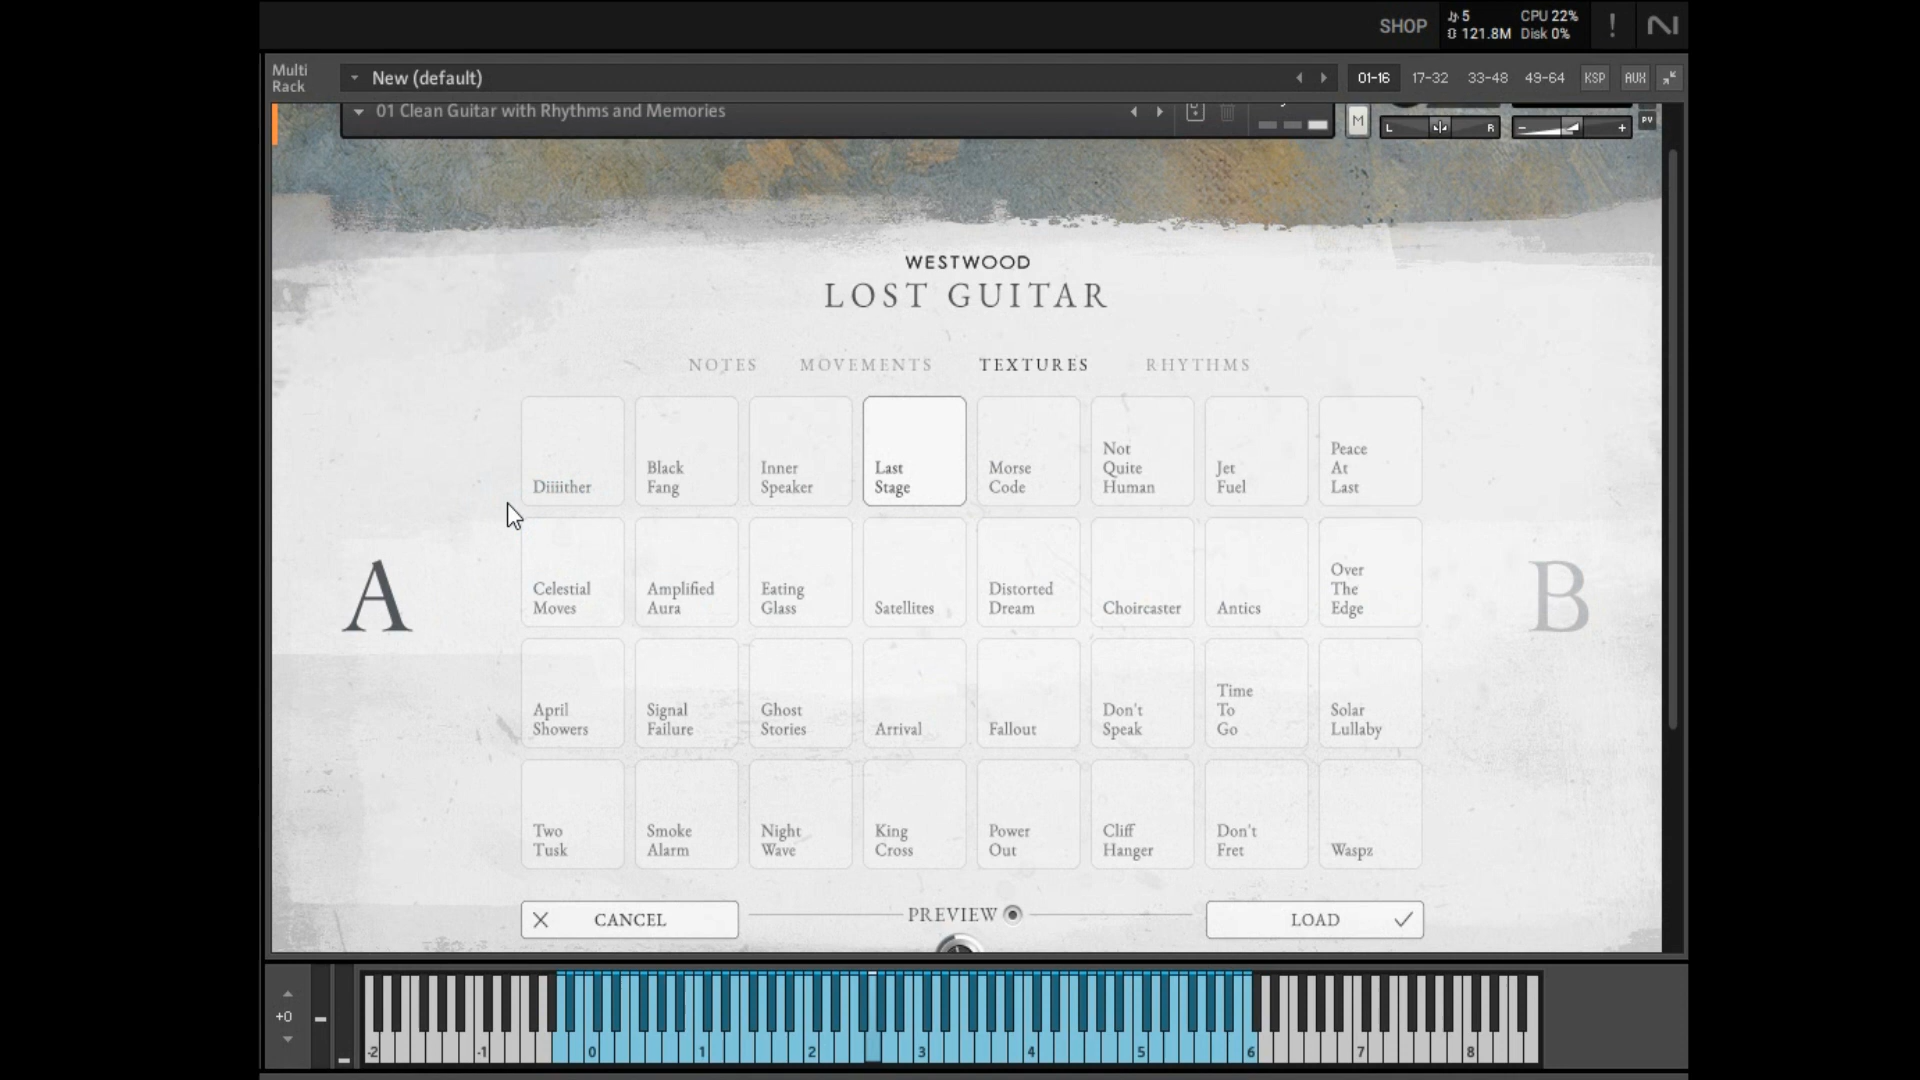 SHOP
5
121.8M
CPU 22%
Disk 0%
!
Multi
Rack
New (default)
01-16
17-32
33-48
49-64
KSP
AUX
01 Clean Guitar with Rhythms and Memories
M
L
R
PV
WESTWOOD
LOST GUITAR
NOTES
MOVEMENTS
TEXTURES
RHYTHMS
Diiiither
Black
Fang
Inner
Speaker
Last
Stage
Morse
Code
Not
Quite
Human
Jet
Fuel
Peace
At
Last
Celestial
Moves
Amplified
Aura
Eating
Glass
Satellites
Distorted
Dream
Choircaster
Antics
Over
The
Edge
A
B
April
Showers
Signal
Failure
Ghost
Stories
Arrival
Fallout
Don't
Speak
Time
To
Go
Solar
Lullaby
Two
Tusk
Smoke
Alarm
Night
Wave
King
Cross
Power
Out
Cliff
Hanger
Don't
Fret
Waspz
CANCEL
PREVIEW
LOAD
+0
-2
-1
0
1
2
3
4
5
6
7
8